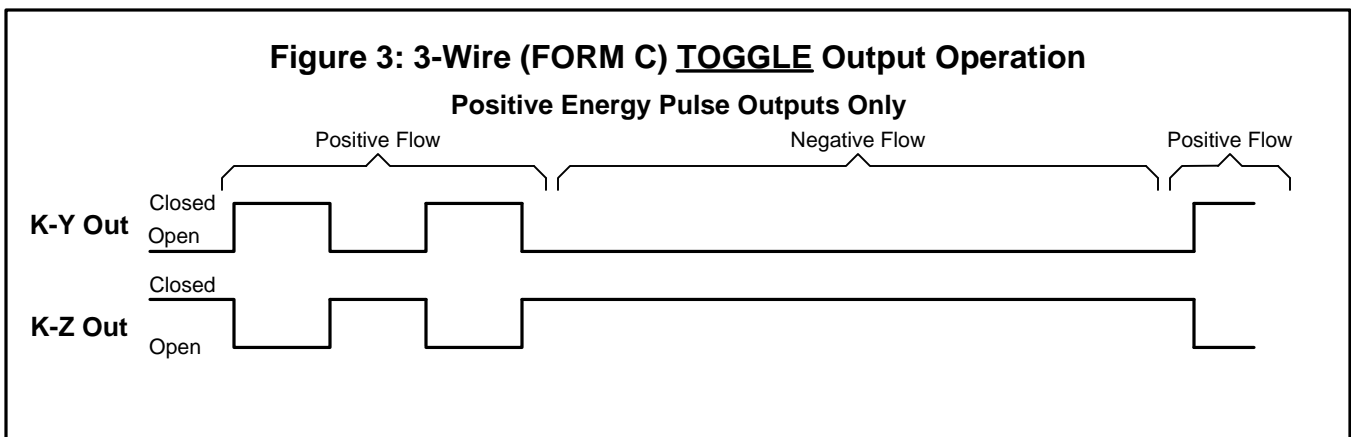 Figure 3: 3-Wire (FORM C) TOGGLE Output Operation
Positive Energy Pulse Outputs Only
Positive Flow
Negative Flow
Positive Flow
K-Y Out
Closed
Open
K-Z Out
Closed
Open